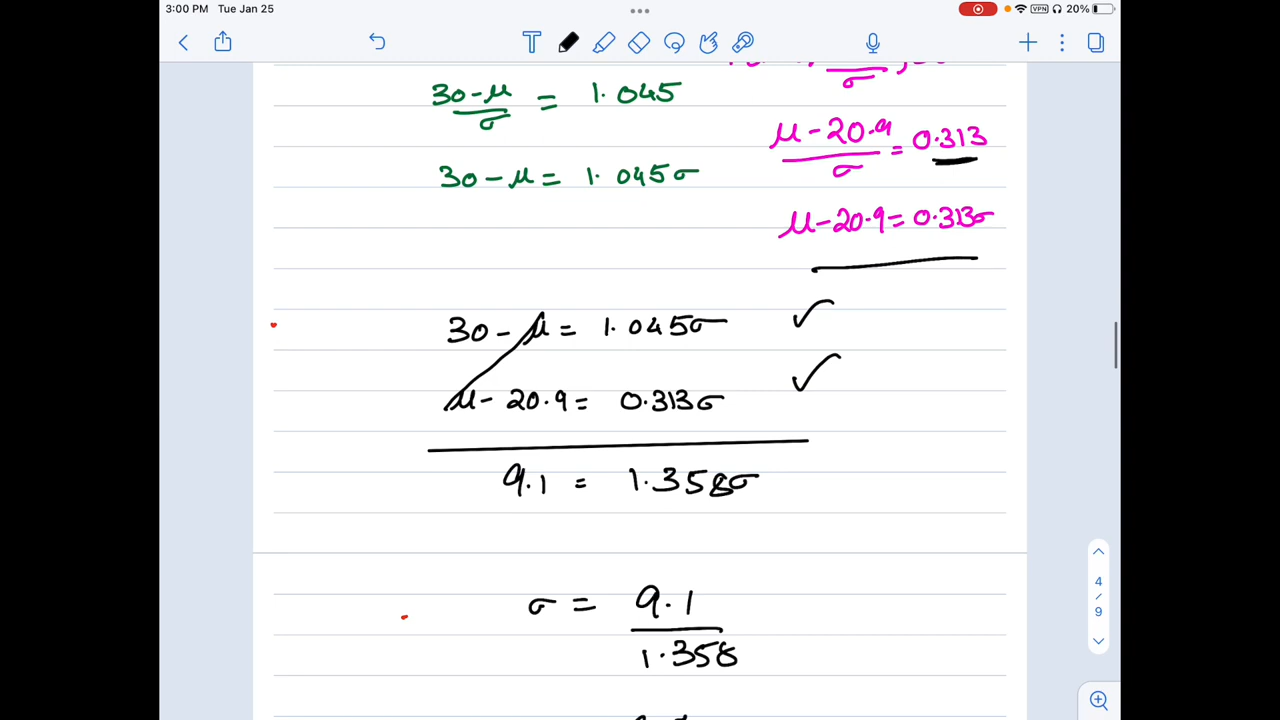 3:00 PM Tue Jan 25
VPN 20%
T
30-μ/σ = 1.045
30-μ = 1.045σ
μ-20.9/σ = 0.313
μ-20.9 = 0.313σ
30-μ = 1.045σ ✓
μ-20.9 = 0.313σ ✓
9.1 = 1.358σ
σ = 9.1/1.358
4
/
9